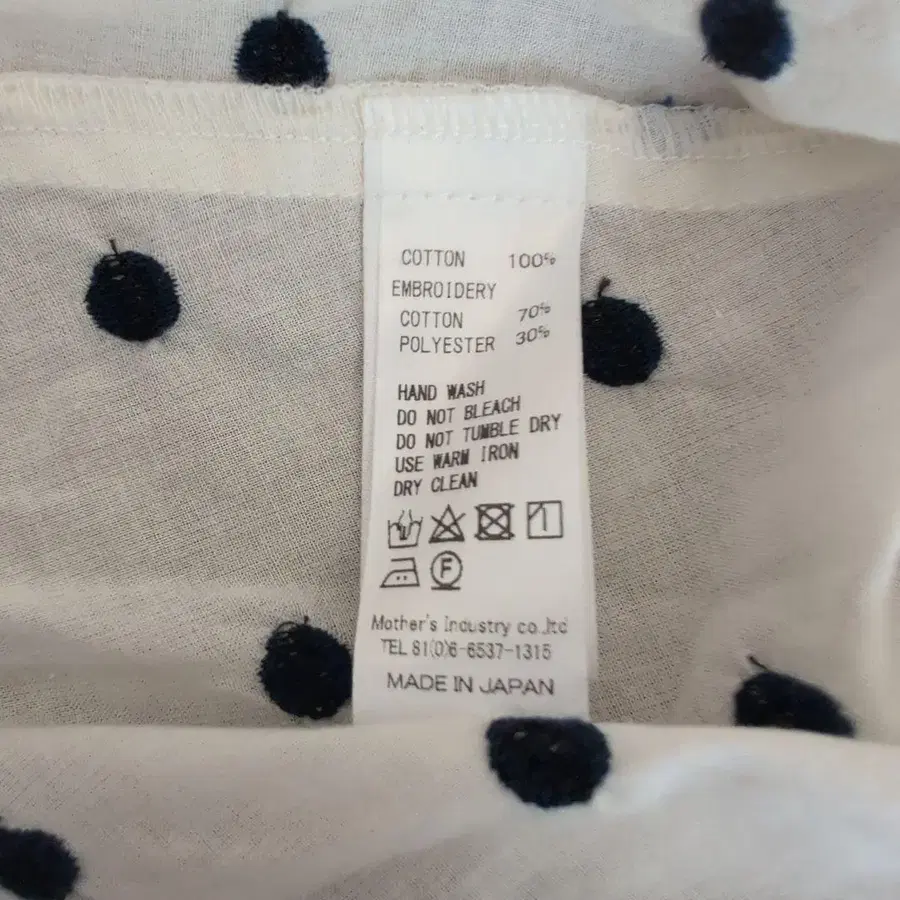 COTTON 100%
EMBROIDERY
COTTON 70%
POLYESTER 30%
HAND WASH
DO NOT BLEACH
DO NOT TUMBLE DRY
USE WARM IRON
DRY CLEAN
F
Mother's Industry co.,ltd
TEL 81(0)6-6537-1315
MADE IN JAPAN